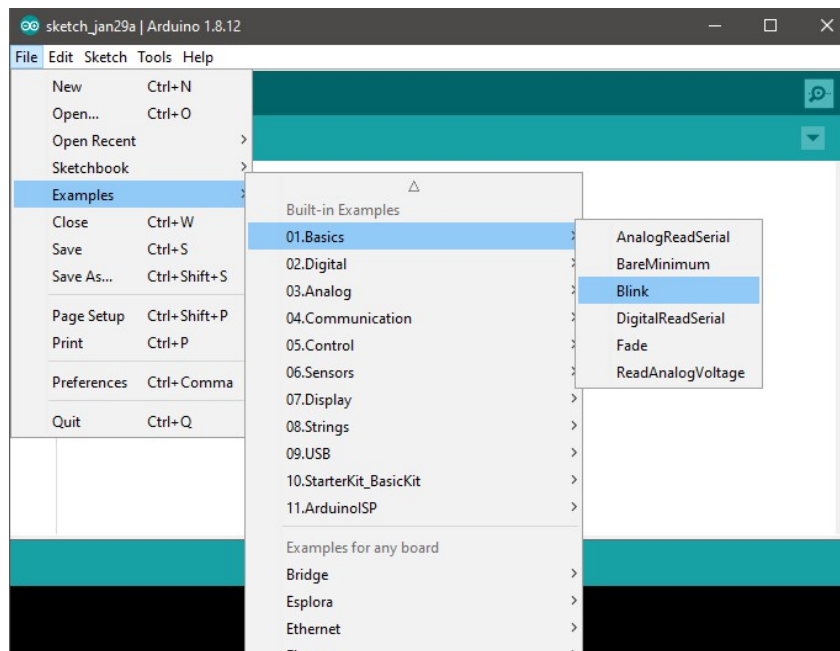 sketch_jan29a | Arduino 1.8.12
File Edit Sketch Tools Help
New Ctrl+N
Open... Ctrl+O
Open Recent
Sketchbook
Examples
Close Ctrl+W
Save Ctrl+S
Save As... Ctrl+Shift+S
Page Setup Ctrl+Shift+P
Print Ctrl+P
Preferences Ctrl+Comma
Quit Ctrl+Q
Built-in Examples
01.Basics
02.Digital
03.Analog
04.Communication
05.Control
06.Sensors
07.Display
08.Strings
09.USB
10.StarterKit_BasicKit
11.ArduinoISP
Examples for any board
Bridge
Esplora
Ethernet
AnalogReadSerial
BareMinimum
Blink
DigitalReadSerial
Fade
ReadAnalogVoltage